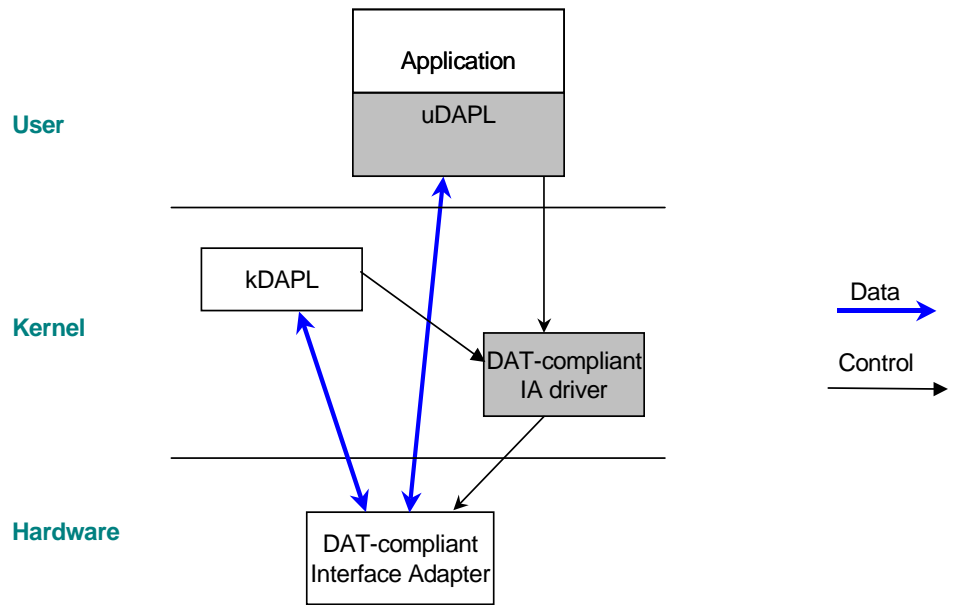 Application
uDAPL
User
kDAPL
Data
Kernel
DAT-compliant
IA driver
Control
Hardware
DAT-compliant
Interface Adapter